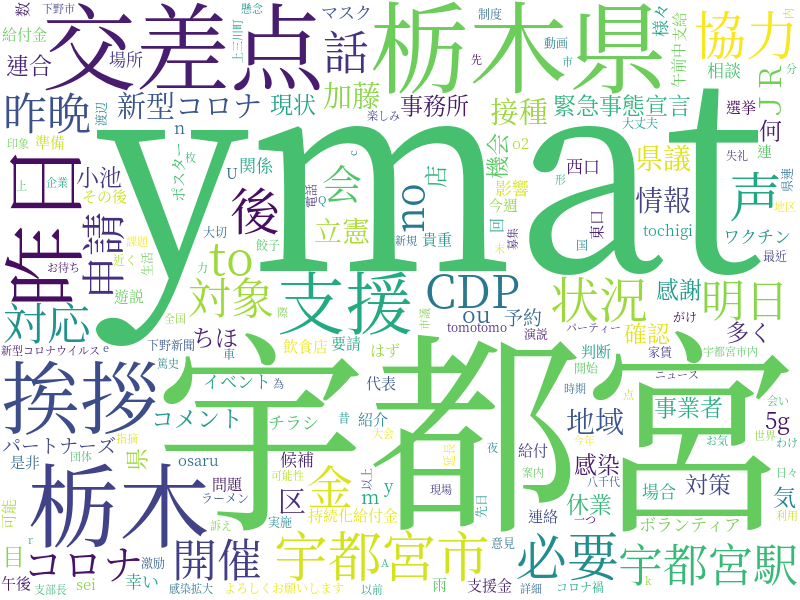 数
下野市
交差点
懸念
上三川町
マスク
話
栃木県
制度
様々
協力
内
給付金
連合
場所
動画
先
市
午前中
支給
相談
JR
分
昨晩
渡辺
新型コロナ
現状
加藤
楽しみ
事務所
接種
緊急事態宣言
大丈夫
選挙
何
印象
準備
n
ポスター
枚
関係
c
機会
o2
失礼
連
県連
小池
U
会
電話
Q
店
影響
西口
形
県議
昨日
ymat
上
企業
その後
申請
大切
後
立憲
no
今週
回
募集
東口
情報
声
地区
課題
近く
生活
餃子
新規
貴重
未
国
tochigi
ワクチン
お待ち
遊説
力
to
支援
CDP
状況
感謝
最近
明日
対応
全国
対象
際
ou
予約
市議
tomotomo
演説
パーティー
がけ
確認
多く
新型コロナウイルス
e
下野新聞
車
ちほ
飲食店
要請
はず
判断
家賃
宇都宮市内
篤史
挨拶
イベント
為
代表
開始
ニュース
時期
点
会い
コメント
チラシ
昔
紹介
宇都宮
地域
事業者
5g
パートナーズ
指摘
大会
延長
夜
今年
世界
お気
わけ
是非
団体
県
osaru
候補
可能性
以上
給付
案内
感染
八千代
日々
栃木
問題
ラーメン
区
金
m
y
現場
先日
場合
対策
気
利用
可能
訴え
実施
持続化給付金
連絡
一つ
休業
ボランティア
目
r
コロナ
開催
宇都宮市
意見
必要
宇都宮駅
午後
支部長
sei
激励
幸い
感染拡大
よろしくお願いします
A
以前
雨
支援金
詳細
コロナ禍
k